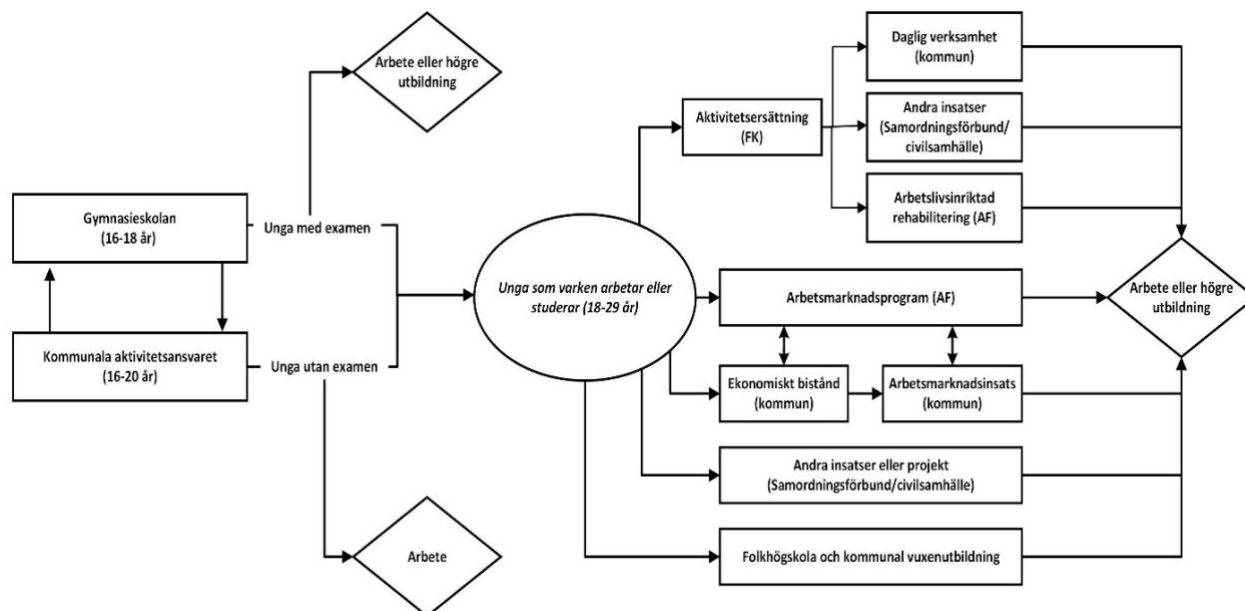 Arbete eller högre
utbildning
Gymnasieskolan
(16-18 år)
Unga med examen
Kommunala aktivitetsansvaret
(16-20 år)
Unga utan examen
Arbete
Unga som varken arbetar eller
studerar (18-29 år)
Aktivitetsersättning
(FK)
Daglig verksamhet
(kommun)
Andra insatser
(Samordningsförbund/
civilsamhälle)
Arbetslivsinriktad
rehabilitering (AF)
Arbetsmarknadsprogram (AF)
Ekonomiskt bistånd
(kommun)
Arbetsmarknadsinsats
(kommun)
Andra insatser eller projekt
(Samordningsförbund/civilsamhälle)
Folkhögskola och kommunal vuxenutbildning
Arbete eller högre
utbildning